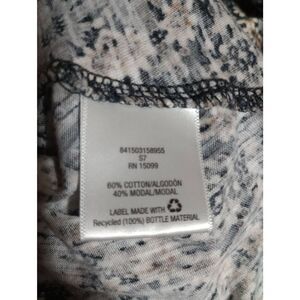 841503158955
S7
RN 15099
60% COTTON/ALGODÓN
40% MODAL/MODAL
LABEL MADE WITH
Recycled (100%) BOTTLE MATERIAL